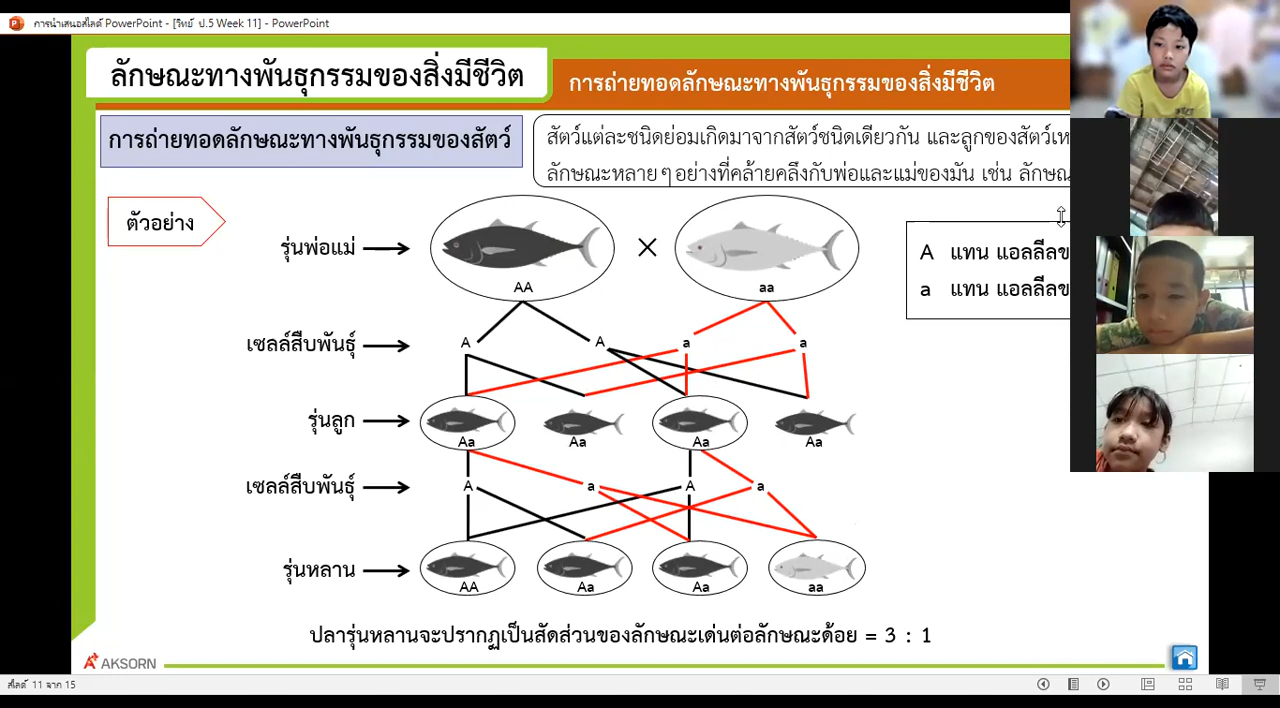 การนำเสนอสไลด์ PowerPoint - [วิทย์ ป.5 Week 11] - PowerPoint
ลักษณะทางพันธุกรรมของสิ่งมีชีวิต
การถ่ายทอดลักษณะทางพันธุกรรมของสิ่งมีชีวิต
การถ่ายทอดลักษณะทางพันธุกรรมของสัตว์
สัตว์แต่ละชนิดย่อมเกิดมาจากสัตว์ชนิดเดียวกัน และลูกของสัตว์เห
ลักษณะหลายๆอย่างที่คล้ายคลึงกับพ่อและแม่ของมัน เช่น ลักษณ
ตัวอย่าง
รุ่นพ่อแม่
AA
×
aa
A แทน แอลลีลข
a แทน แอลลีลข
เซลล์สืบพันธุ์
A A a a
รุ่นลูก
Aa Aa Aa Aa
เซลล์สืบพันธุ์
A a A a
รุ่นหลาน
AA Aa Aa aa
ปลารุ่นหลานจะปรากฏเป็นสัดส่วนของลักษณะเด่นต่อลักษณะด้อย = 3 : 1
AKSORN
สไลด์ 11 จาก 15